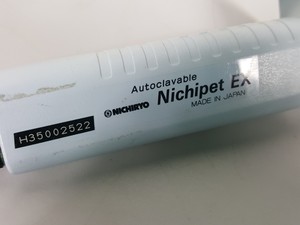 Autoclavable
NICHIRYO Nichipet EX
MADE IN JAPAN
H35002522